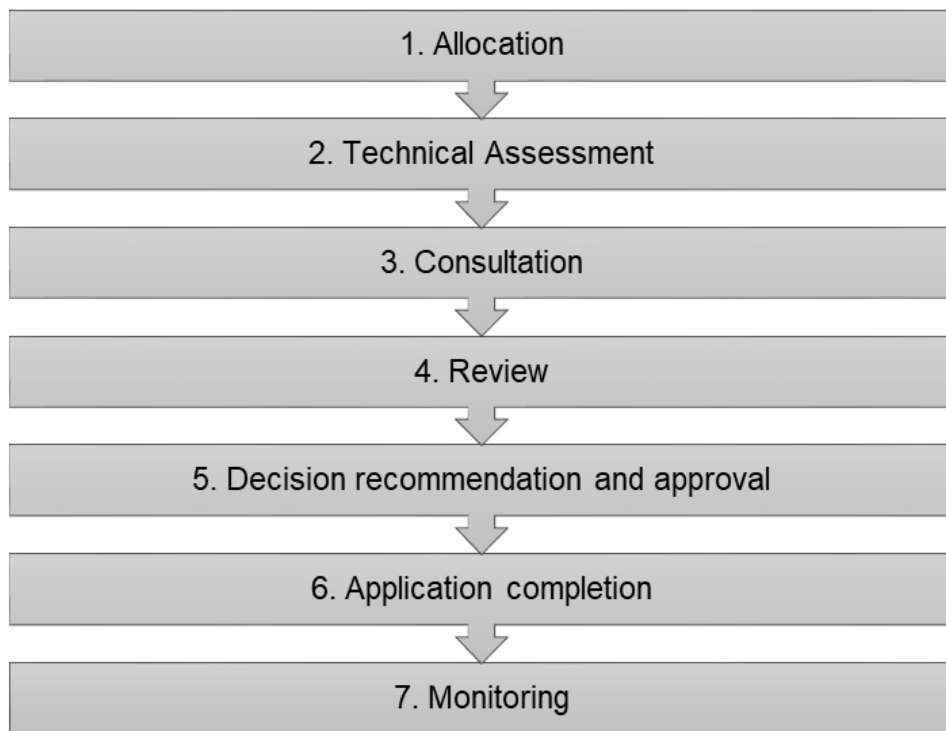 1. Allocation
2. Technical Assessment
3. Consultation
4. Review
5. Decision recommendation and approval
6. Application completion
7. Monitoring